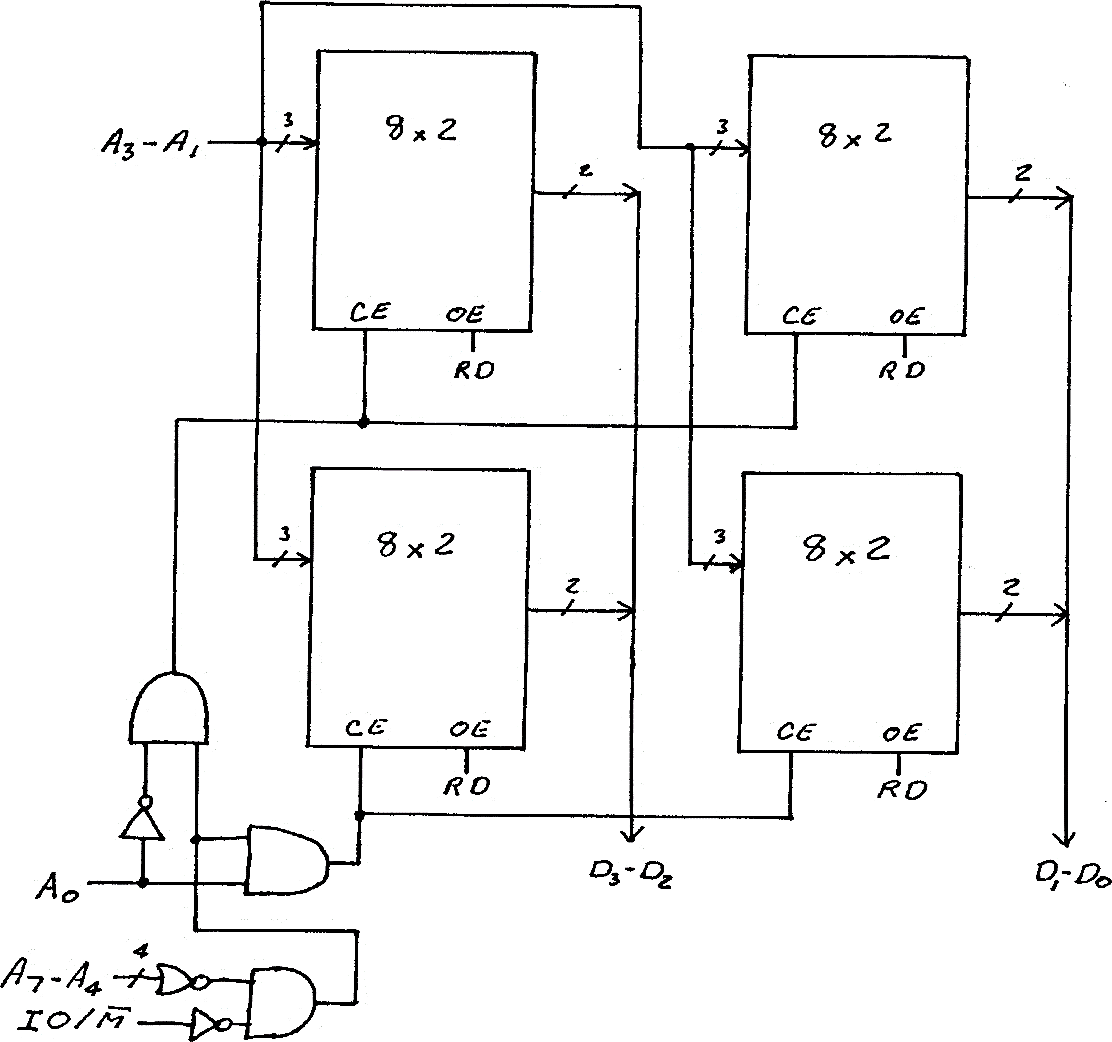 3
8 x 2
3
8 x 2
A3-A1
2
2
CE OE
CE OE
RD
RD
3
8 x 2
3
8 x 2
2
2
CE OE
CE OE
RD
RD
A0
D3-D2
D1-D0
4
A7-A4
IO/M̅